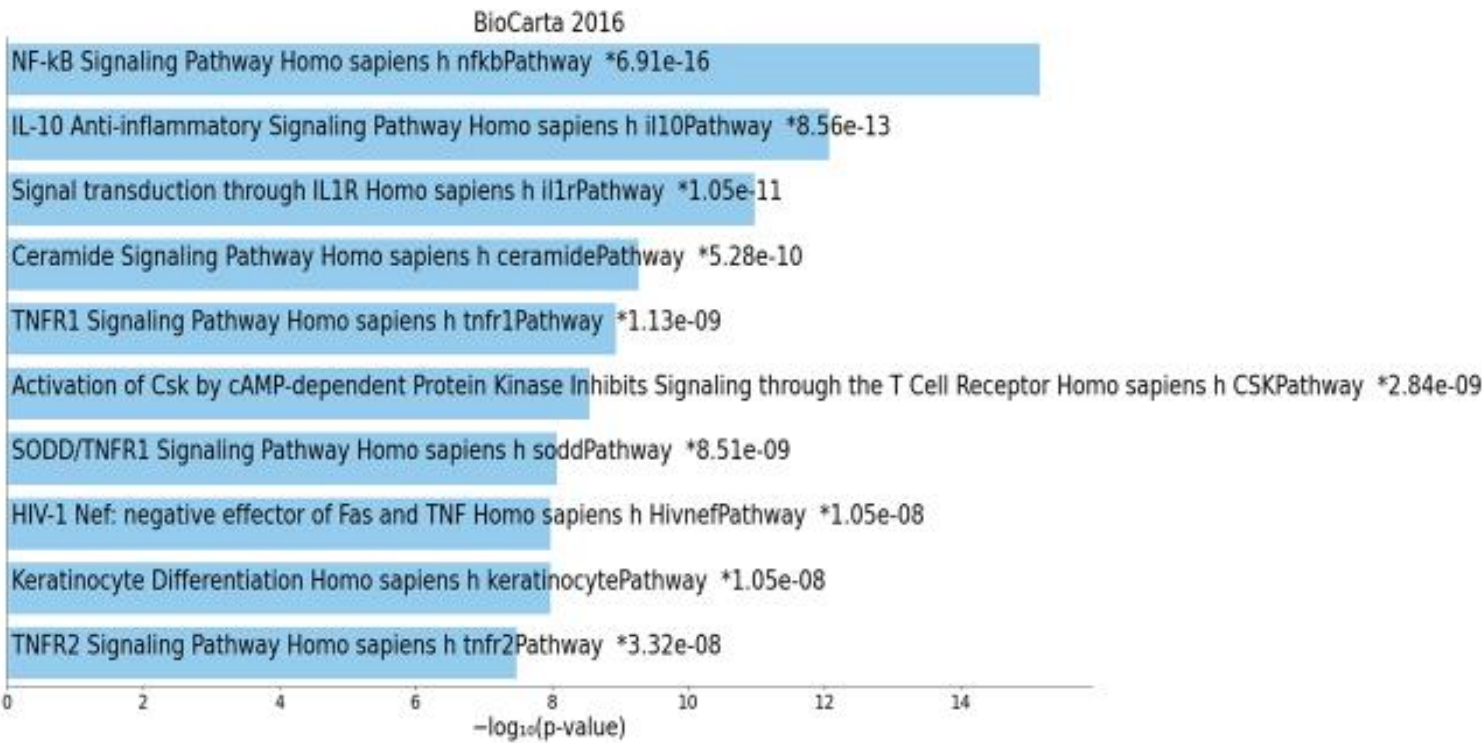 BioCarta 2016
NF-kB Signaling Pathway Homo sapiens h nfkbPathway *6.91e-16
IL-10 Anti-inflammatory Signaling Pathway Homo sapiens h il10Pathway *8.56e-13
Signal transduction through IL1R Homo sapiens h il1rPathway *1.05e-11
Ceramide Signaling Pathway Homo sapiens h ceramidePathway *5.28e-10
TNFR1 Signaling Pathway Homo sapiens h tnfr1Pathway *1.13e-09
Activation of Csk by cAMP-dependent Protein Kinase Inhibits Signaling through the T Cell Receptor Homo sapiens h CSKPathway *2.84e-09
SODD/TNFR1 Signaling Pathway Homo sapiens h soddPathway *8.51e-09
HIV-1 Nef: negative effector of Fas and TNF Homo sapiens h HivnefPathway *1.05e-08
Keratinocyte Differentiation Homo sapiens h keratinocytePathway *1.05e-08
TNFR2 Signaling Pathway Homo sapiens h tnfr2Pathway *3.32e-08
0 2 4 6 8 10 12 14
−log₁₀(p-value)